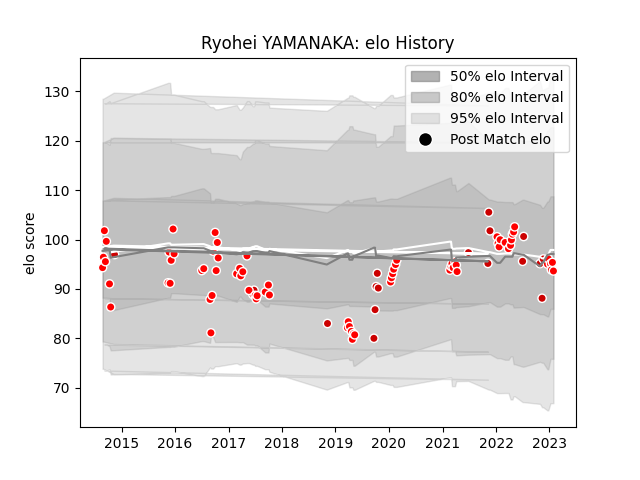 Ryohei YAMANAKA: elo History
50% elo Interval
80% elo Interval
95% elo Interval
Post Match elo
elo score
130
120
110
100
90
80
70
2015 2016 2017 2018 2019 2020 2021 2022 2023